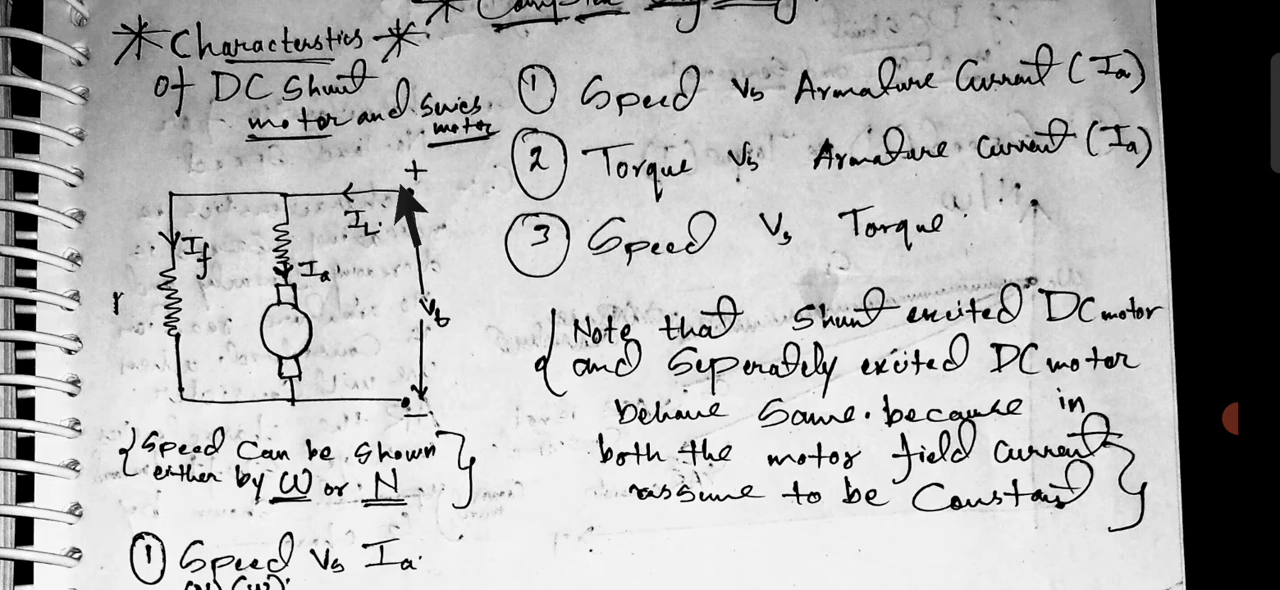 * Characterstics *
of DC Shunt
motor and Series
motor
① Speed Vs Armature Current (Ia)
② Torque Vs Armature Current (Ia)
③ Speed Vs Torque
+
IL
If
Ia
Vt
r
-
{Note that Shunt excited DC motor
and Seperately excited DC motor
behave Same. because in
both the motor field Current
assume to be Constant}
{Speed Can be Shown
either by ω or N}
① Speed Vs Ia
(N) (ω)